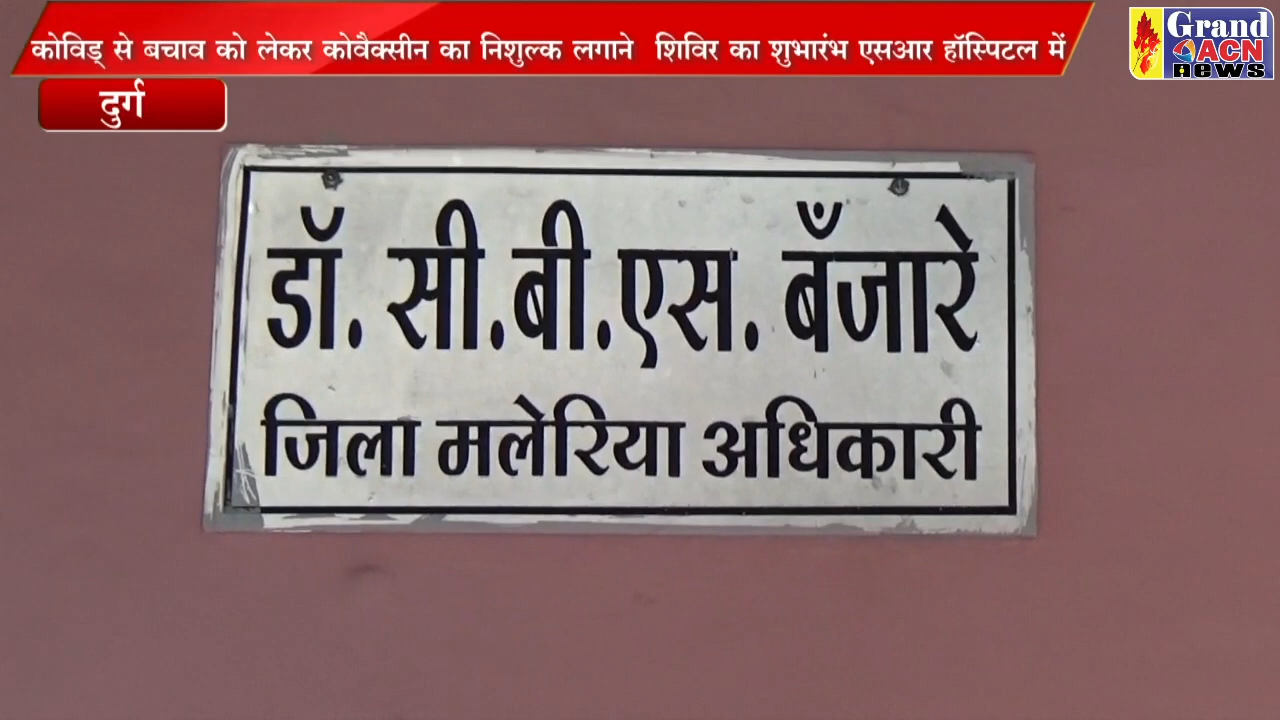 कोविड् से बचाव को लेकर कोवैक्सीन का निशुल्क लगाने शिविर का शुभारंभ एसआर हॉस्पिटल में
Grand
ACN
news
दुर्ग
डॉ. सी.बी.एस. बँजारे
जिला मलेरिया अधिकारी